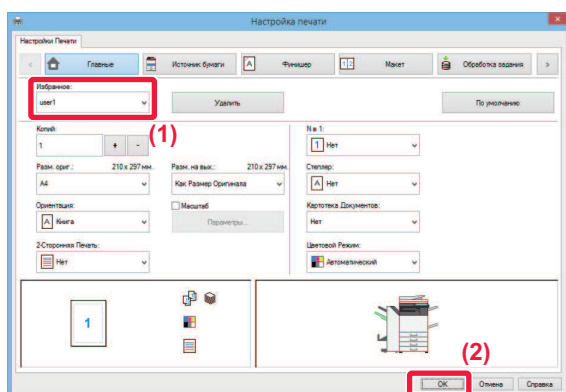 Настройка печати
Настройки Печати
Главные
Источник бумаги
Финишер
Макет
Обработка задания
Избранное:
user1
Удалить
По умолчанию
(1)
Копий:
1
+
-
N в 1:
1 Нет
Разм. ориг.:
210 x 297 мм.
Разм. на вых.:
210 x 297 мм.
Степлер:
A4
Как Размер Оригинала
A Нет
Ориентация:
Масштаб
Картотека Документов:
A Книга
Параметры...
Нет
2-Сторонняя Печать:
Цветовой Режим:
Нет
Автоматический
1
(2)
OK
Отмена
Справка